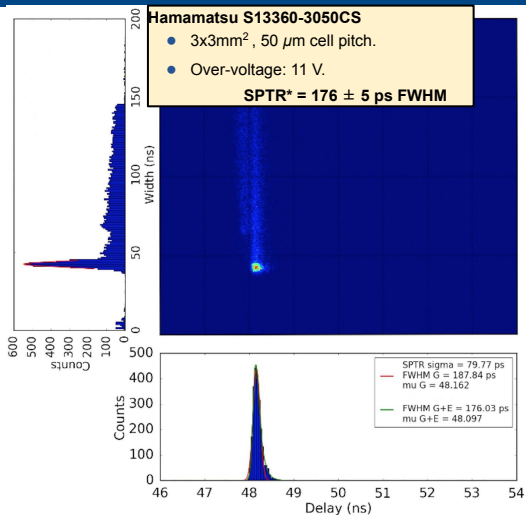 Hamamatsu S13360-3050CS
● 3x3mm², 50 µm cell pitch.
● Over-voltage: 11 V.
SPTR* = 176 ± 5 ps FWHM
200
150
100
50
0
Width (ns)
600 500 400 300 200 100 0
Counts
500
400
300
200
100
0
Counts
SPTR sigma = 79.77 ps
FWHM G = 187.84 ps
mu G = 48.162
FWHM G+E = 176.03 ps
mu G+E = 48.097
46 47 48 49 50 51 52 53 54
Delay (ns)